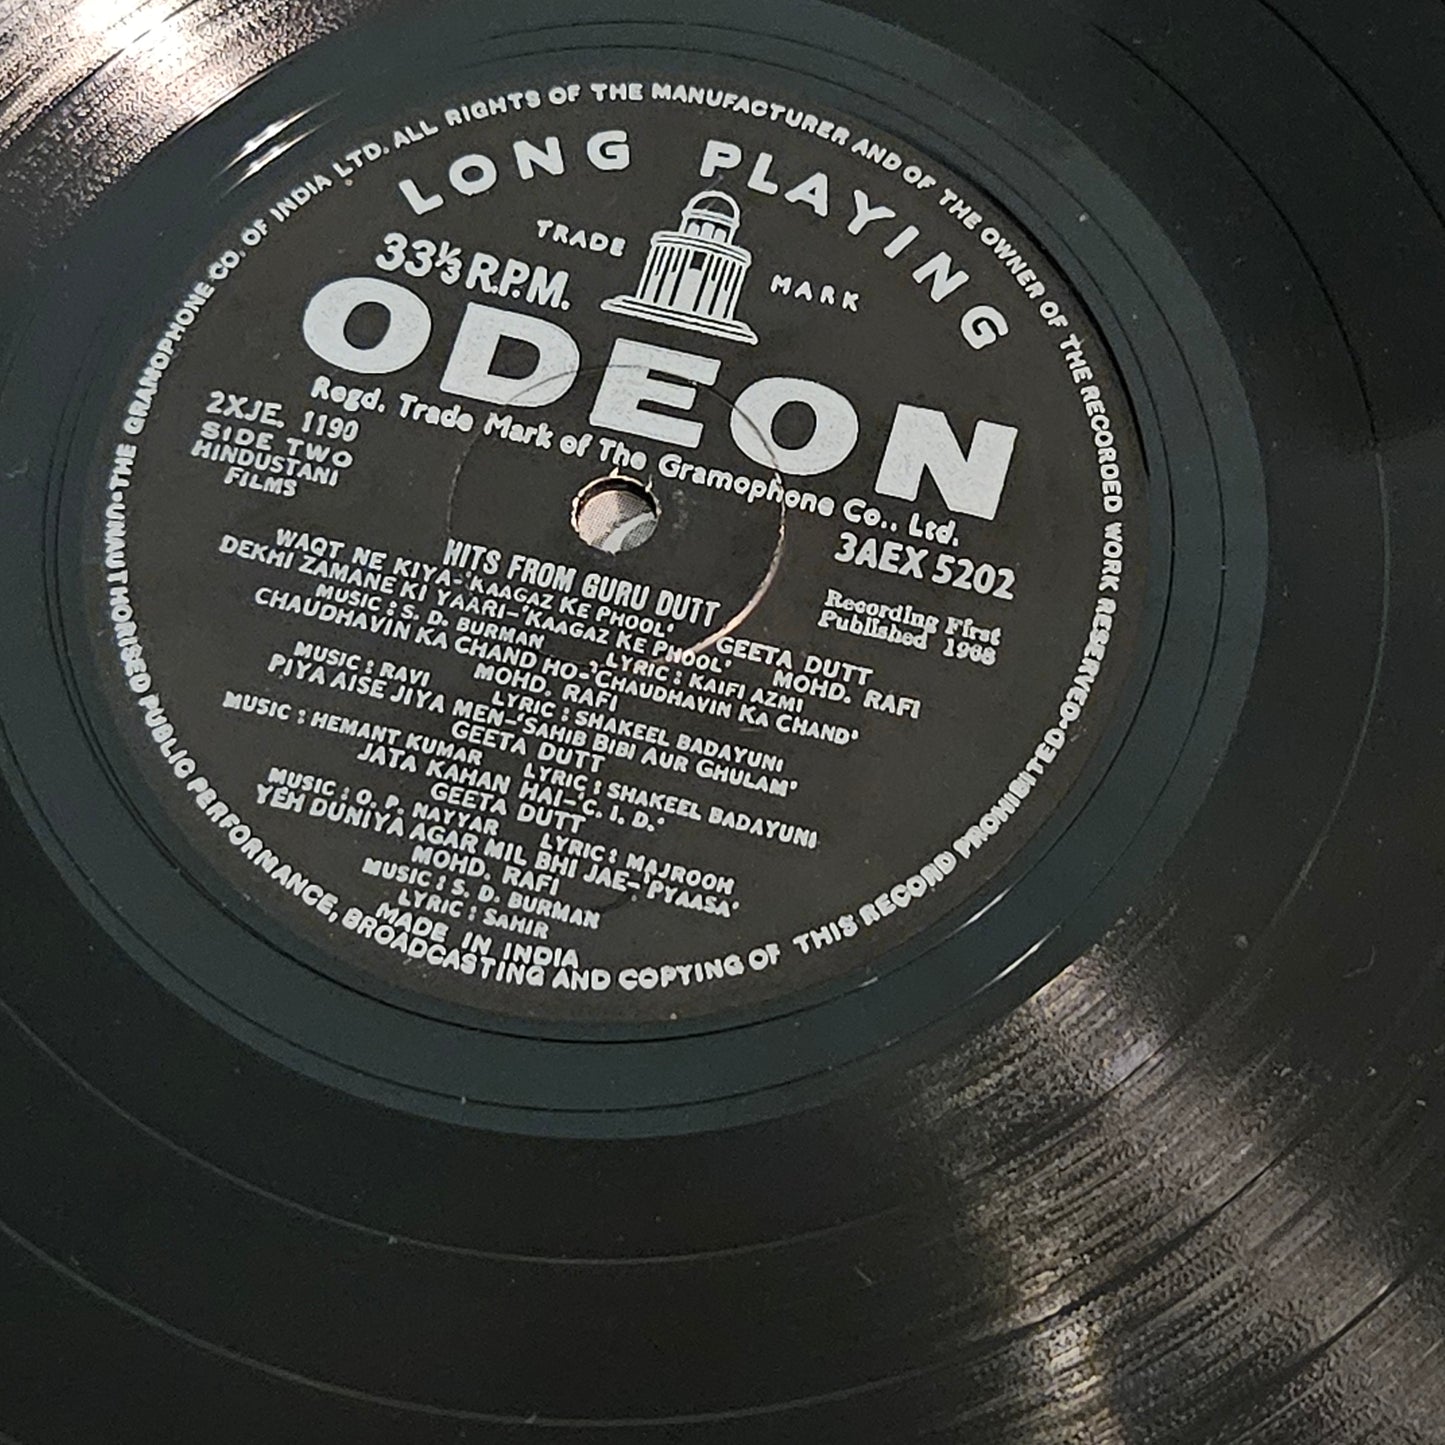 THE GRAMOPHONE CO. OF INDIA LTD. ALL RIGHTS OF THE MANUFACTURER AND OF THE OWNER OF THE RECORDED WORK RESERVED·
LONG PLAYING
TRADE MARK
33⅓ R.P.M.
ODEON
Regd. Trade Mark of The Gramophone Co., Ltd.
2XJE. 1190
SIDE TWO
HINDUSTANI
FILMS
3AEX 5202
Recording First
Published 1968
HITS FROM GURU DUTT
WAQT NE KIYA-'KAAGAZ KE PHOOL' GEETA DUTT
DEKHI ZAMANE KI YAARI-'KAAGAZ KE PHOOL' MOHD. RAFI
MUSIC : S. D. BURMAN LYRIC : KAIFI AZMI
CHAUDHAVIN KA CHAND HO-'CHAUDHAVIN KA CHAND'
MOHD. RAFI
MUSIC : RAVI LYRIC : SHAKEEL BADAYUNI
PIYA AISE JIYA MEN-'SAHIB BIBI AUR GHULAM'
GEETA DUTT
MUSIC : HEMANT KUMAR LYRIC : SHAKEEL BADAYUNI
JATA KAHAN HAI-'C. I. D.'
GEETA DUTT
MUSIC : O. P. NAYYAR LYRIC : MAJROOH
YEH DUNIYA AGAR MIL BHI JAE-'PYAASA'
MOHD. RAFI
MUSIC : S. D. BURMAN
LYRIC : SAHIR
MADE IN INDIA
UNAUTHORISED PUBLIC PERFORMANCE, BROADCASTING AND COPYING OF THIS RECORD PROHIBITED·